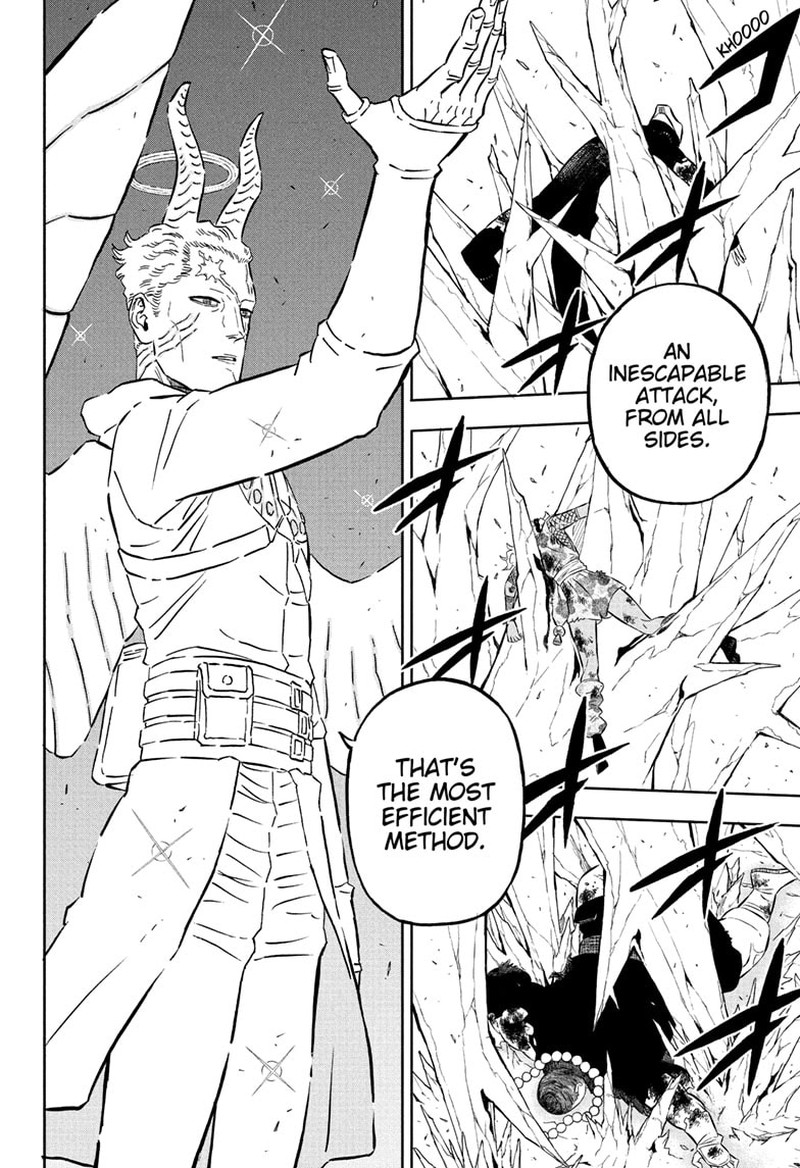 KHOOOO
AN
INESCAPABLE
ATTACK,
FROM ALL
SIDES.
THAT'S
THE MOST
EFFICIENT
METHOD.